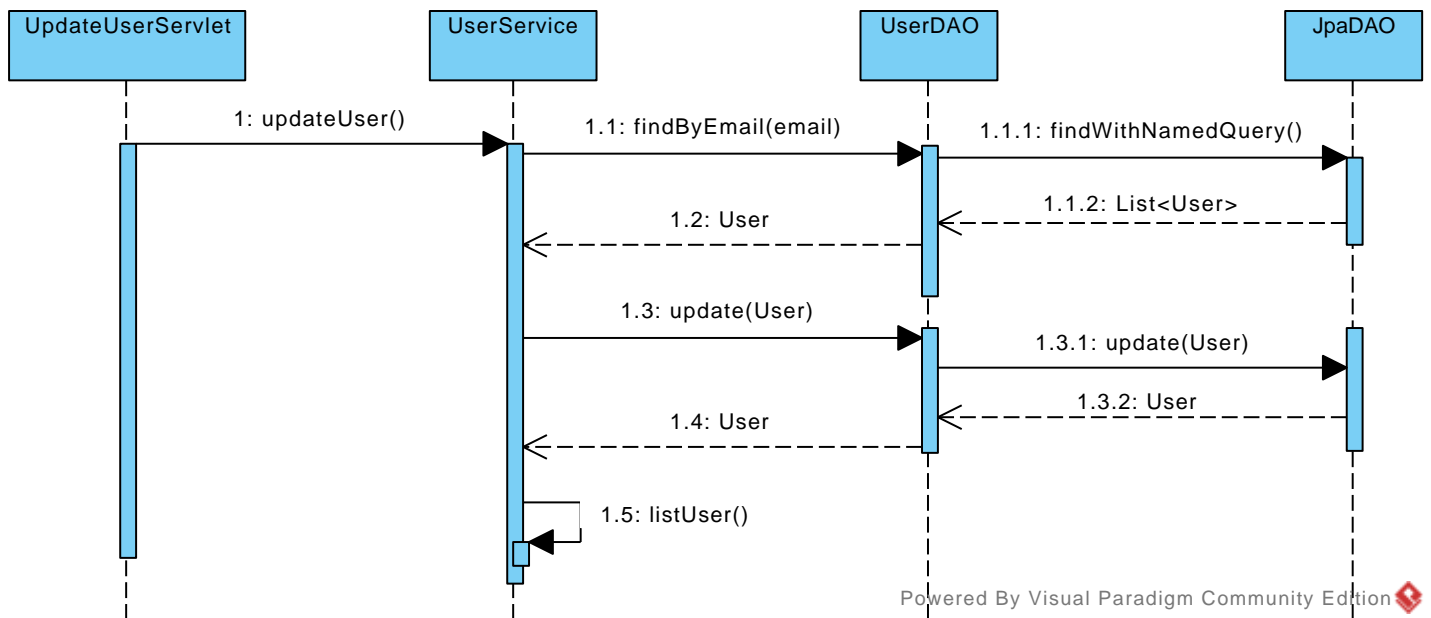 UpdateUserServlet
UserService
UserDAO
JpaDAO
1: updateUser()
1.1: findByEmail(email)
1.1.1: findWithNamedQuery()
1.1.2: List<User>
1.2: User
1.3: update(User)
1.3.1: update(User)
1.3.2: User
1.4: User
1.5: listUser()
Powered By Visual Paradigm Community Edition